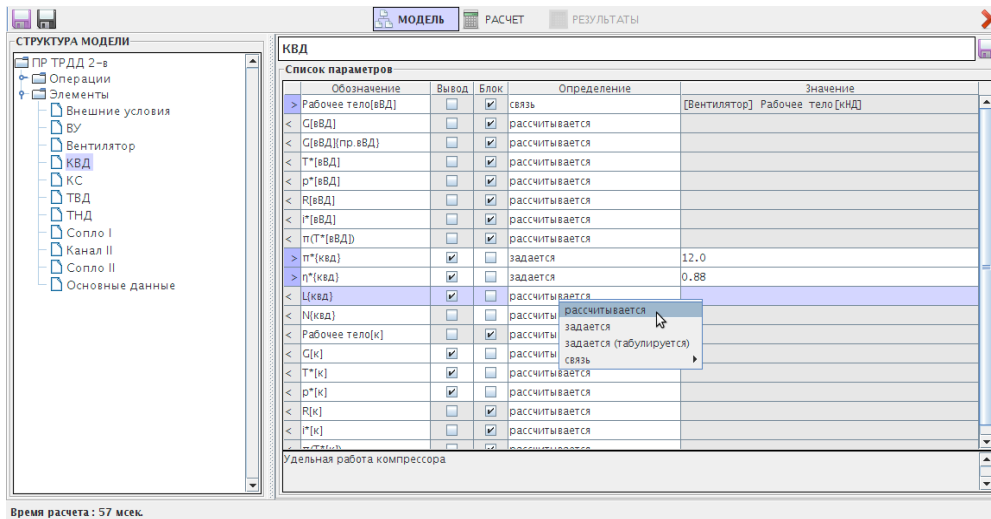 МОДЕЛЬ РАСЧЕТ РЕЗУЛЬТАТЫ
СТРУКТУРА МОДЕЛИ
ПР ТРДД 2-в
Операции
Элементы
Внешние условия
ВУ
Вентилятор
КВД
КС
ТВД
ТНД
Сопло I
Канал II
Сопло II
Основные данные
КВД
Список параметров
Обозначение Вывод Блок Определение Значение
> Рабочее тело[вВД] связь [Вентилятор] Рабочее тело[кНД]
< G[вВД] рассчитывается
< G[вВД]{пр.вВД} рассчитывается
< T*[вВД] рассчитывается
< p*[вВД] рассчитывается
< R[вВД] рассчитывается
< i*[вВД] рассчитывается
< π(T*[вВД]) рассчитывается
> π*{квд} задается 12.0
> η*{квд} задается 0.88
< L{квд} рассчитывается
< N{квд} рассчиты
< Рабочее тело[к] рассчиты
< G[к] рассчиты
< T*[к] рассчитывается
< p*[к] рассчитывается
< R[к] рассчитывается
< i*[к] рассчитывается
< π(T*[к]) рассчитывается
рассчитывается
задается
задается (табулируется)
связь
Удельная работа компрессора
Время расчета : 57 мсек.